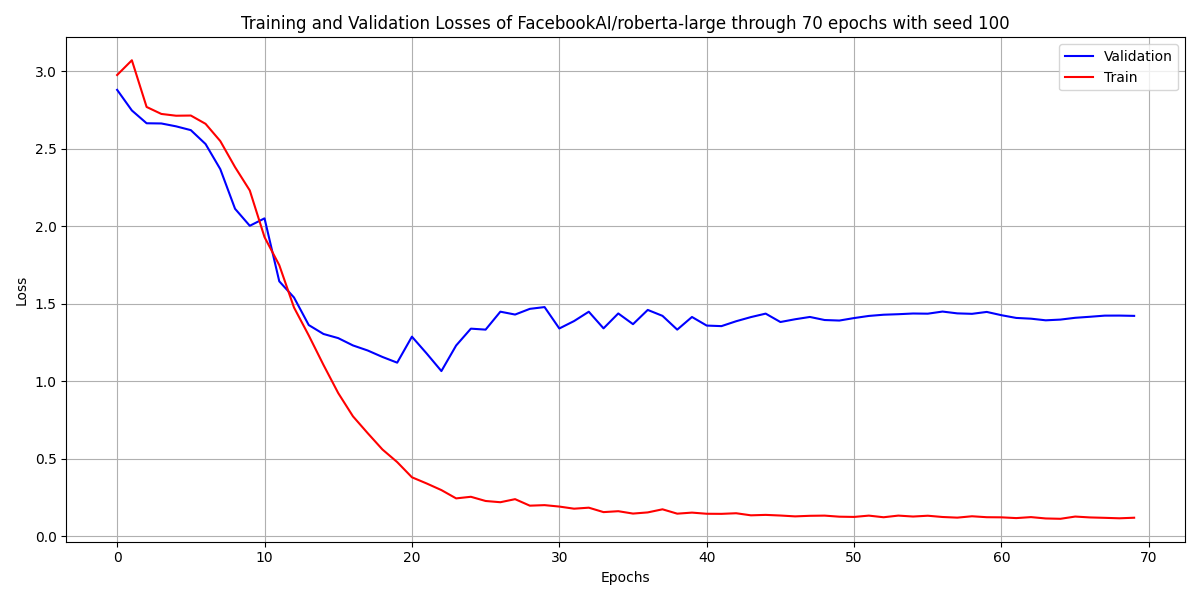 Training and Validation Losses of FacebookAI/roberta-large through 70 epochs with seed 100
Validation
Train
3.0
2.5
2.0
1.5
1.0
0.5
0.0
Loss
0 10 20 30 40 50 60 70
Epochs